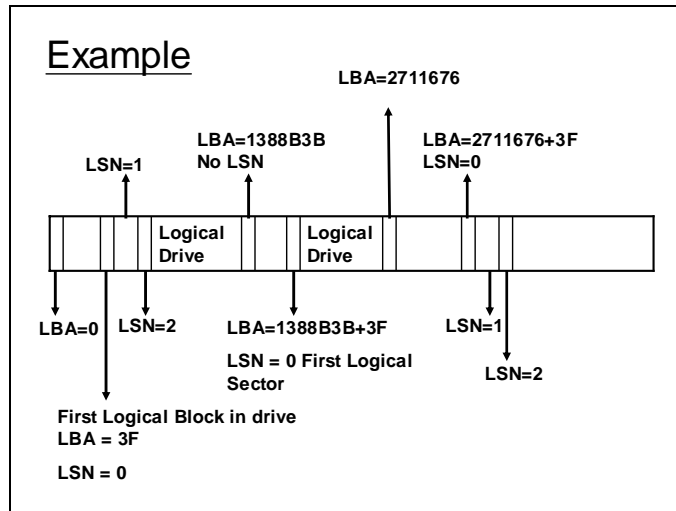 Example
LBA=2711676
LBA=1388B3B
No LSN
LBA=2711676+3F
LSN=0
LSN=1
Logical
Drive
Logical
Drive
LBA=0
LSN=2
LBA=1388B3B+3F
LSN=1
LSN = 0 First Logical
Sector
LSN=2
First Logical Block in drive
LBA = 3F
LSN = 0